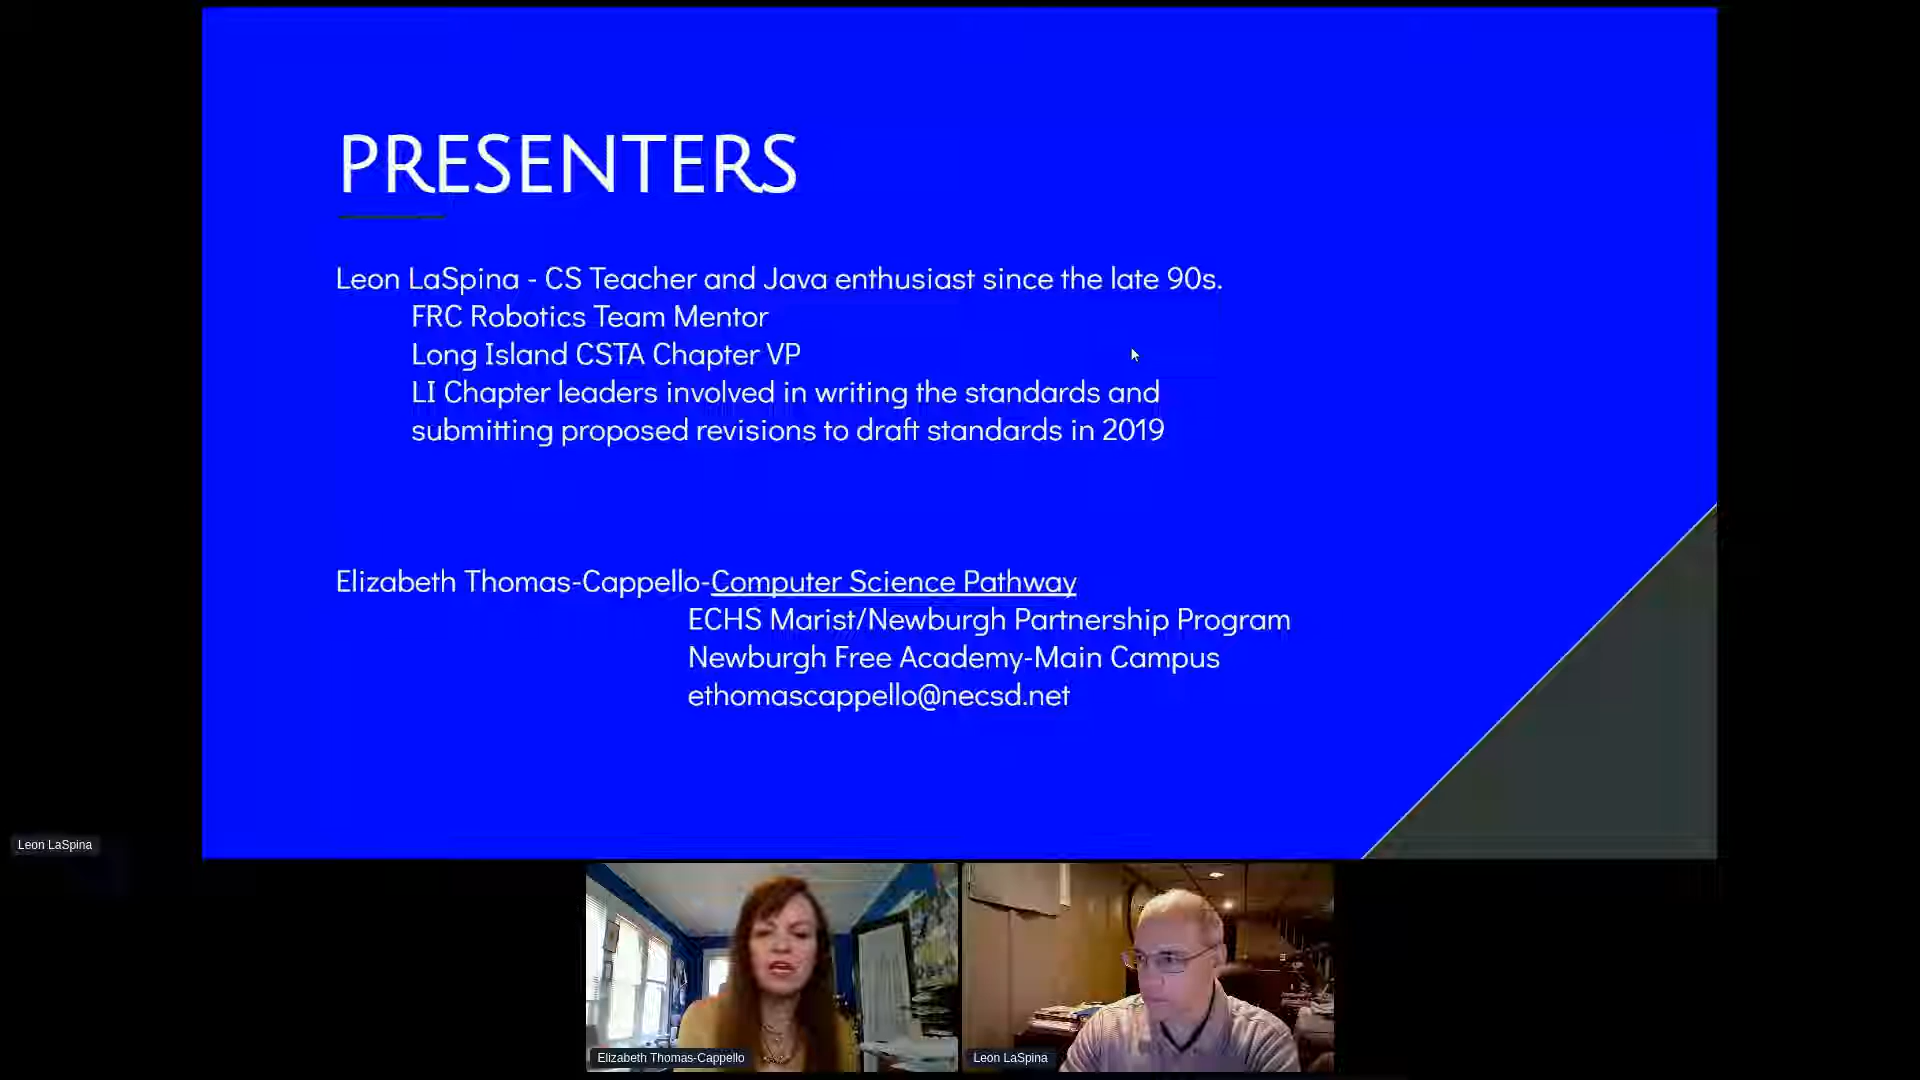 PRESENTERS
Leon LaSpina - CS Teacher and Java enthusiast since the late 90s.
FRC Robotics Team Mentor
Long Island CSTA Chapter VP
LI Chapter leaders involved in writing the standards and
submitting proposed revisions to draft standards in 2019
Elizabeth Thomas-Cappello-Computer Science Pathway
ECHS Marist/Newburgh Partnership Program
Newburgh Free Academy-Main Campus
ethomascappello@necsd.net
Leon LaSpina
Elizabeth Thomas-Cappello
Leon LaSpina